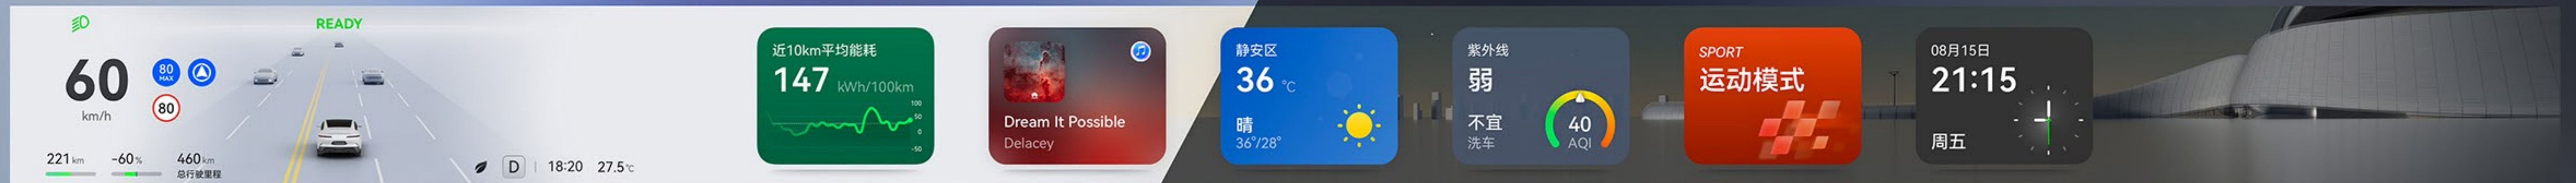 READY
60
km/h
80
MAX
80
221 km
-60 %
460 km
总行驶里程
D
18:20
27.5℃
近10km平均能耗
147 kWh/100km
100
50
0
-50
Dream It Possible
Delacey
静安区
36 ℃
晴
36°/28°
紫外线
弱
不宜
洗车
40
AQI
SPORT
运动模式
08月15日
21:15
周五